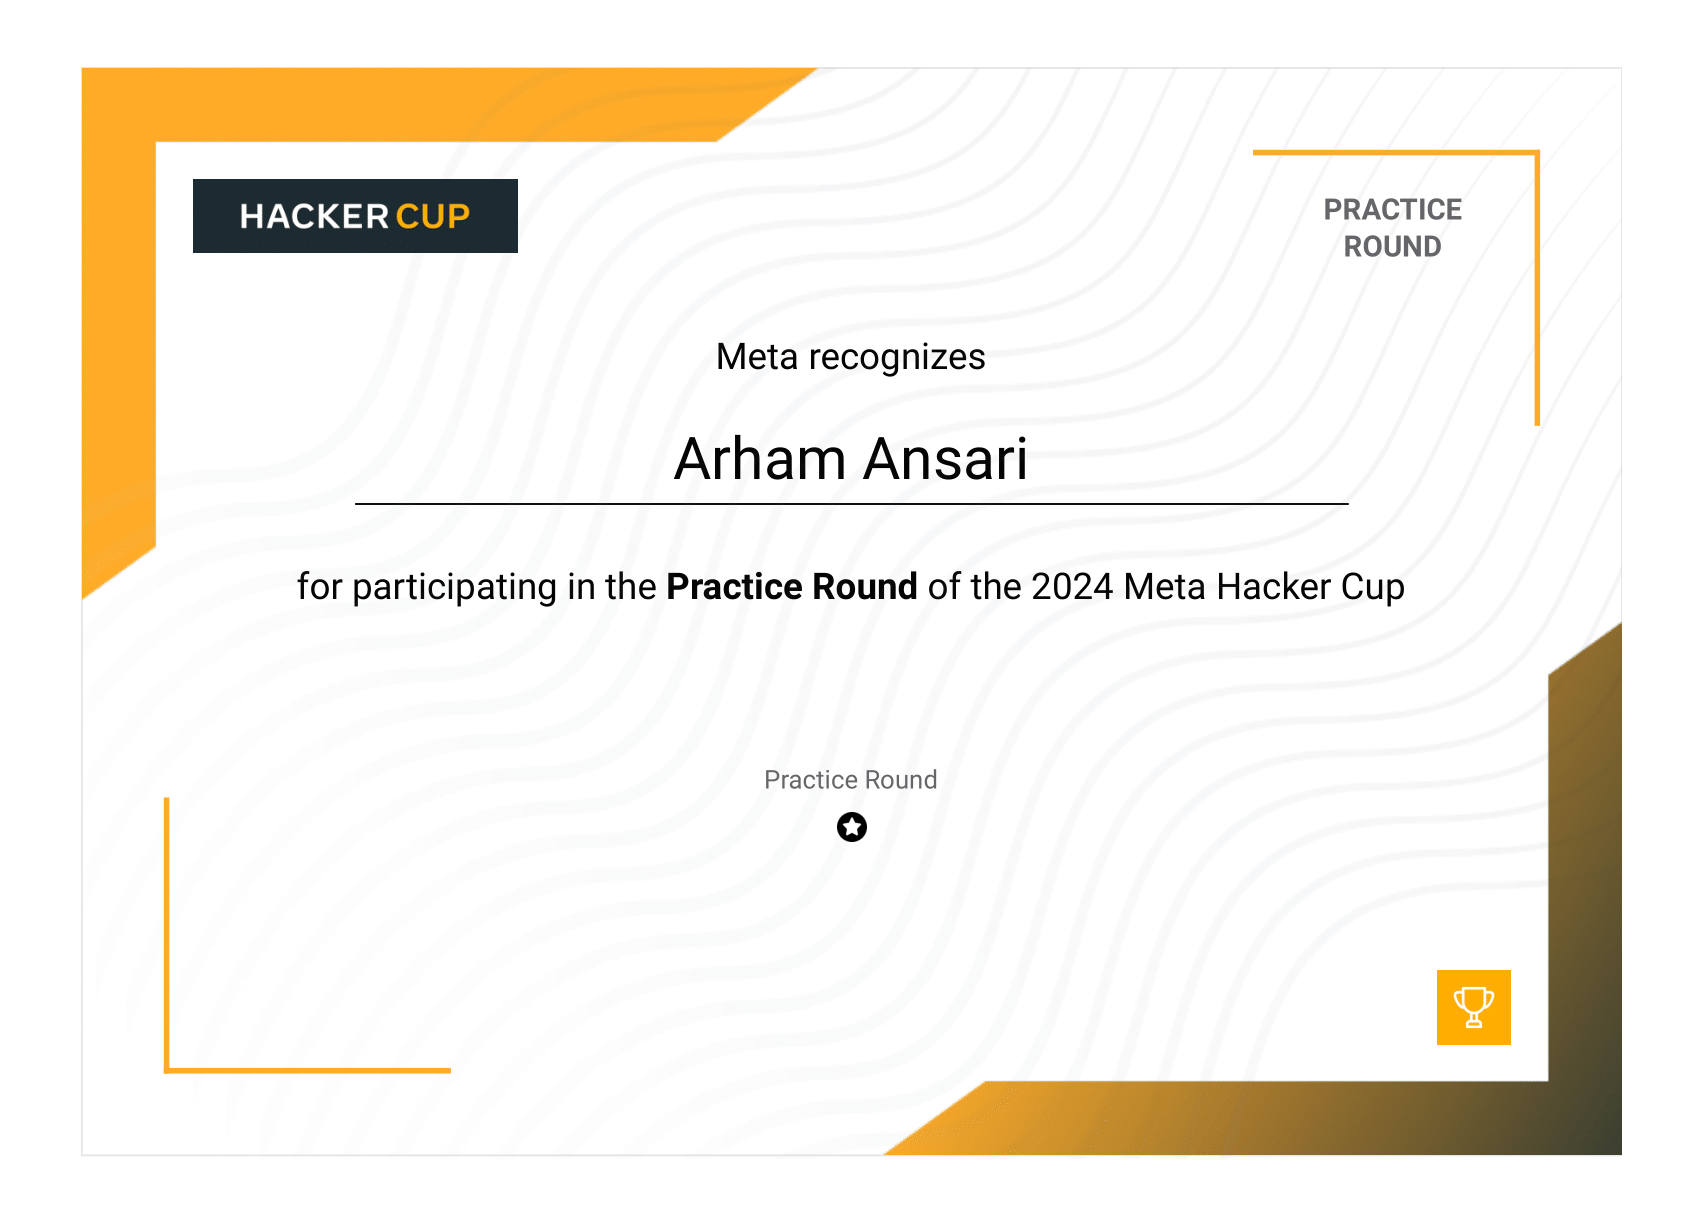 HACKER CUP
PRACTICE
ROUND
Meta recognizes
Arham Ansari
for participating in the Practice Round of the 2024 Meta Hacker Cup
Practice Round